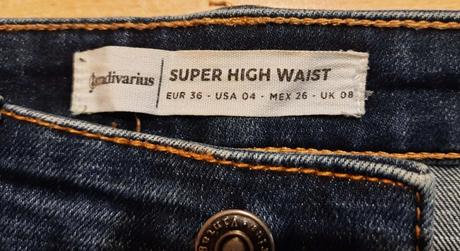 Stradivarius
SUPER HIGH WAIST
EUR 36 - USA 04 - MEX 26 - UK 08